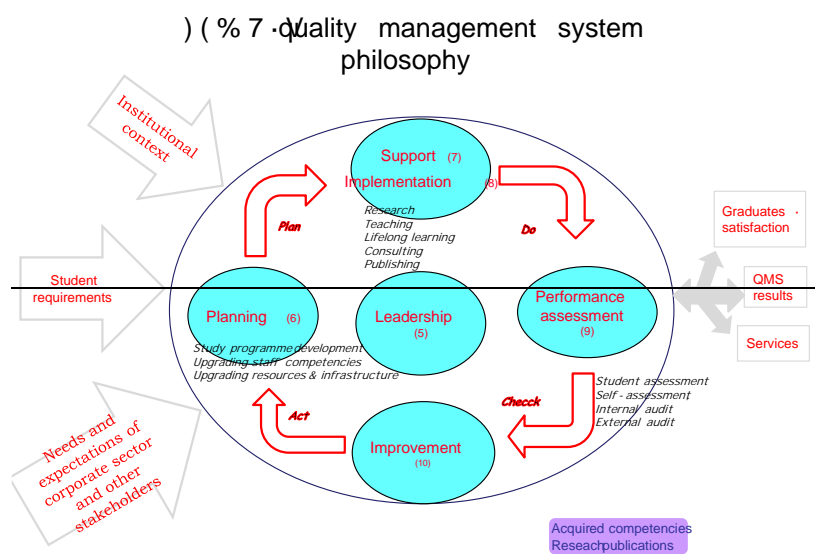 ) ( % 7 · quality management system
philosophy
Institutional
context
Support (7)
Implementation (8)
Research
Teaching
Lifelong learning
Consulting
Publishing
Plan
Do
Graduates ·
satisfaction
Student
requirements
Planning (6)
Leadership
(5)
Performance
assessment
(9)
QMS
results
Services
Study programme development
Upgrading staff competencies
Upgrading resources & infrastructure
Student assessment
Self - assessment
Internal audit
External audit
Act
Checck
Improvement
(10)
Needs and
expectations of
corporate sector
and other
stakeholders
Acquired competencies
Reseach publications